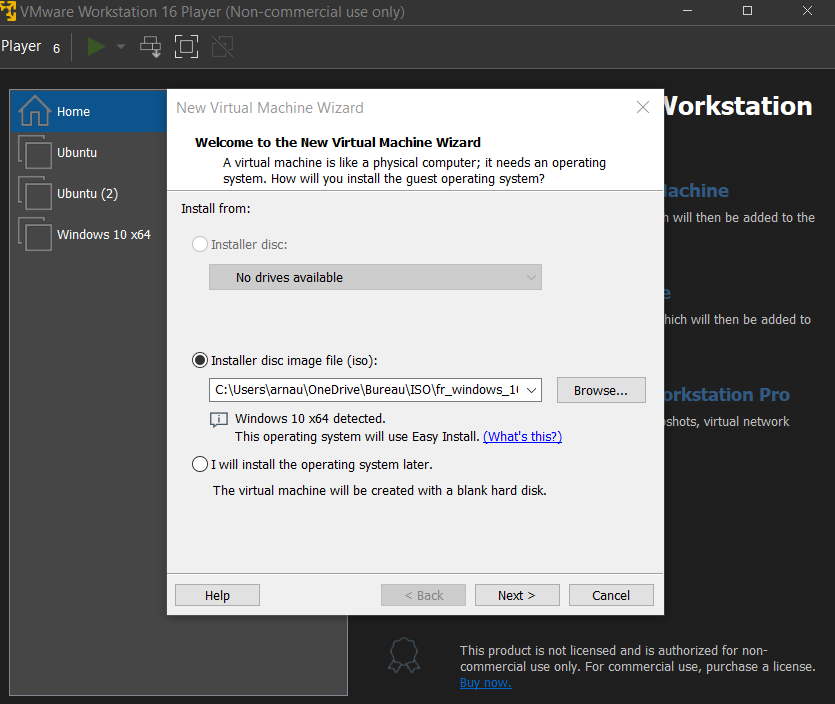 VMware Workstation 16 Player (Non-commercial use only)
Player 6
Home
Ubuntu
Ubuntu (2)
Windows 10 x64
New Virtual Machine Wizard
Welcome to the New Virtual Machine Wizard
A virtual machine is like a physical computer; it needs an operating
system. How will you install the guest operating system?
Install from:
Installer disc:
No drives available
Installer disc image file (iso):
C:\Users\arnau\OneDrive\Bureau\ISO\fr_windows_10
Browse...
Windows 10 x64 detected.
This operating system will use Easy Install. (What's this?)
I will install the operating system later.
The virtual machine will be created with a blank hard disk.
Help
< Back
Next >
Cancel
Workstation
Machine
will then be added to the
which will then be added to
orkstation Pro
pshots, virtual network
This product is not licensed and is authorized for non-
commercial use only. For commercial use, purchase a license.
Buy now.